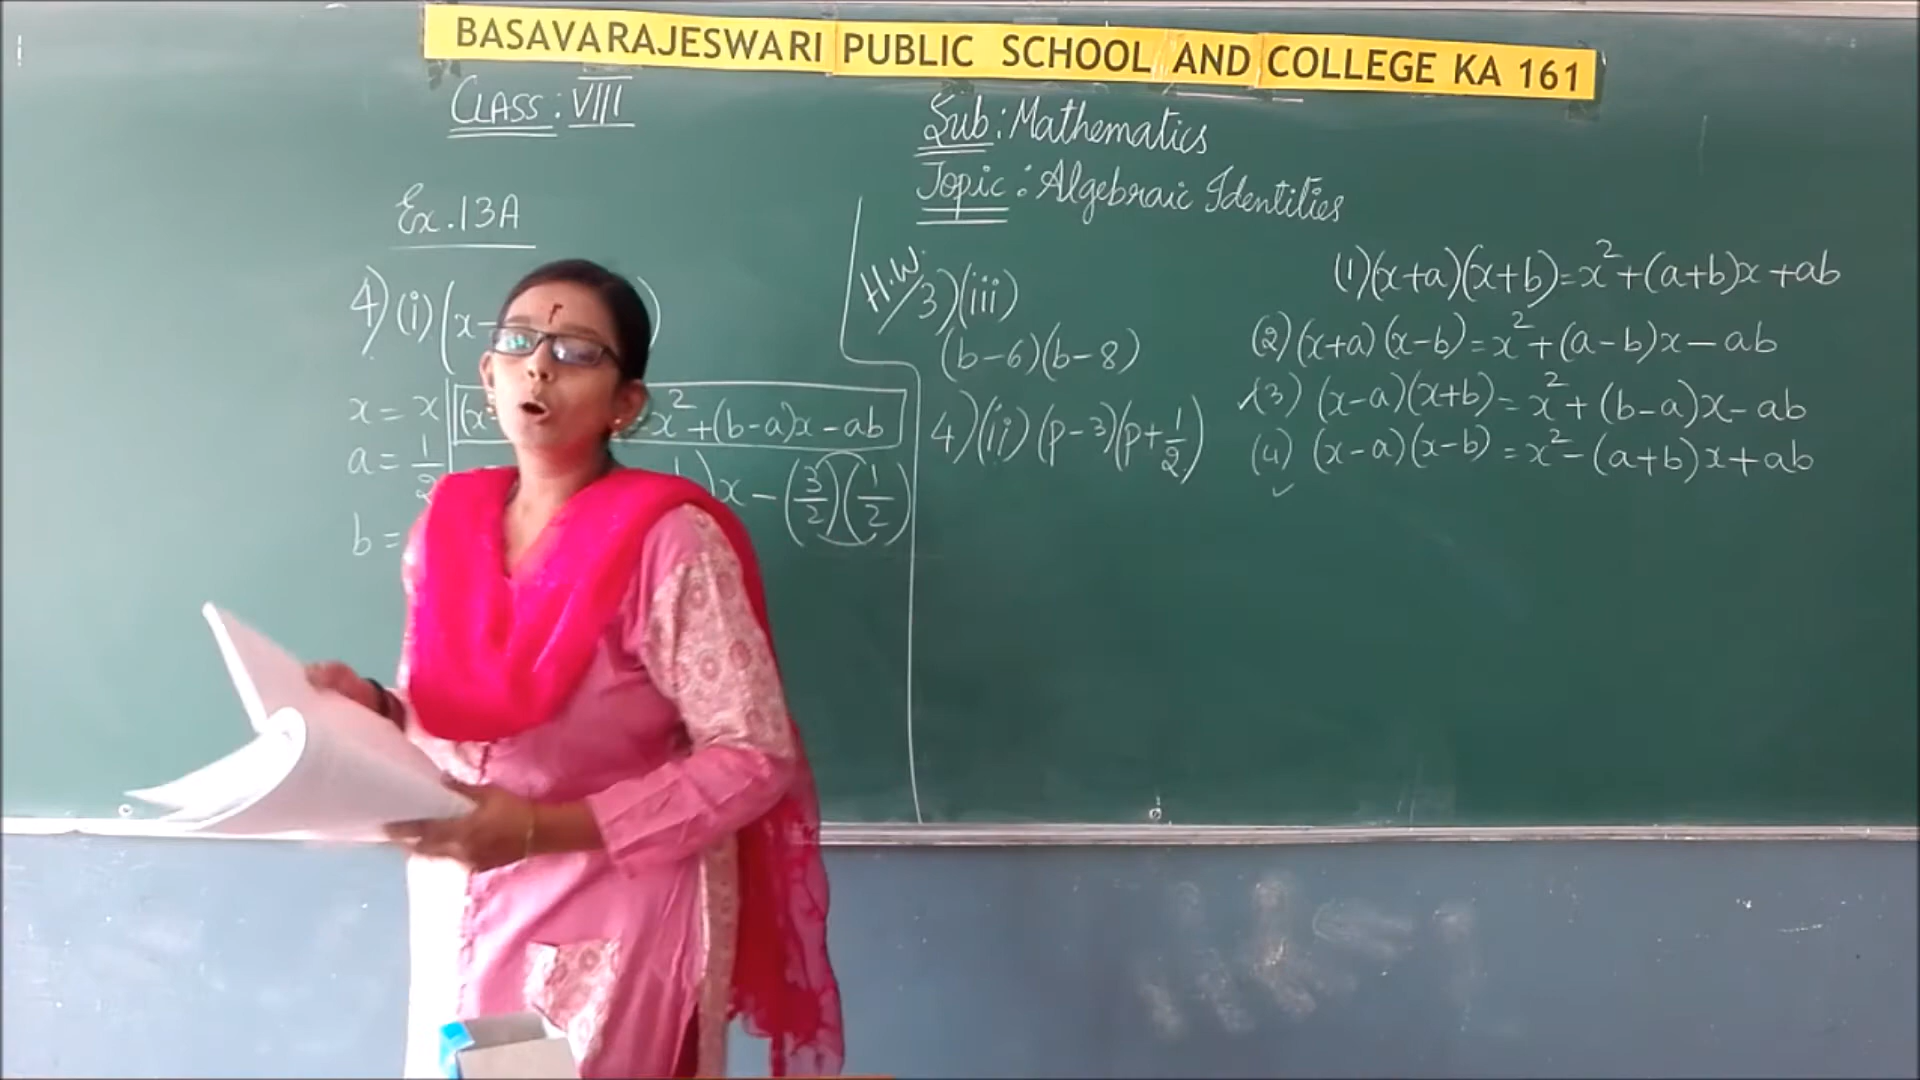 BASAVARAJESWARI PUBLIC SCHOOL AND COLLEGE KA 161
CLASS: VIII
Sub: Mathematics
Topic: Algebraic Identities
Ex. 13A
4)(i)(x- )
x = x
a = 1/2
b =
(x x²+(b-a)x-ab
)x-(3/2)(1/2)
H.W. 3)(iii)
(b-6)(b-8)
4)(ii)(p-3)(p+1/2)
(1)(x+a)(x+b)=x²+(a+b)x+ab
(2)(x+a)(x-b)=x²+(a-b)x-ab
(3) (x-a)(x+b)=x²+(b-a)x-ab
(4) (x-a)(x-b)=x²-(a+b)x+ab